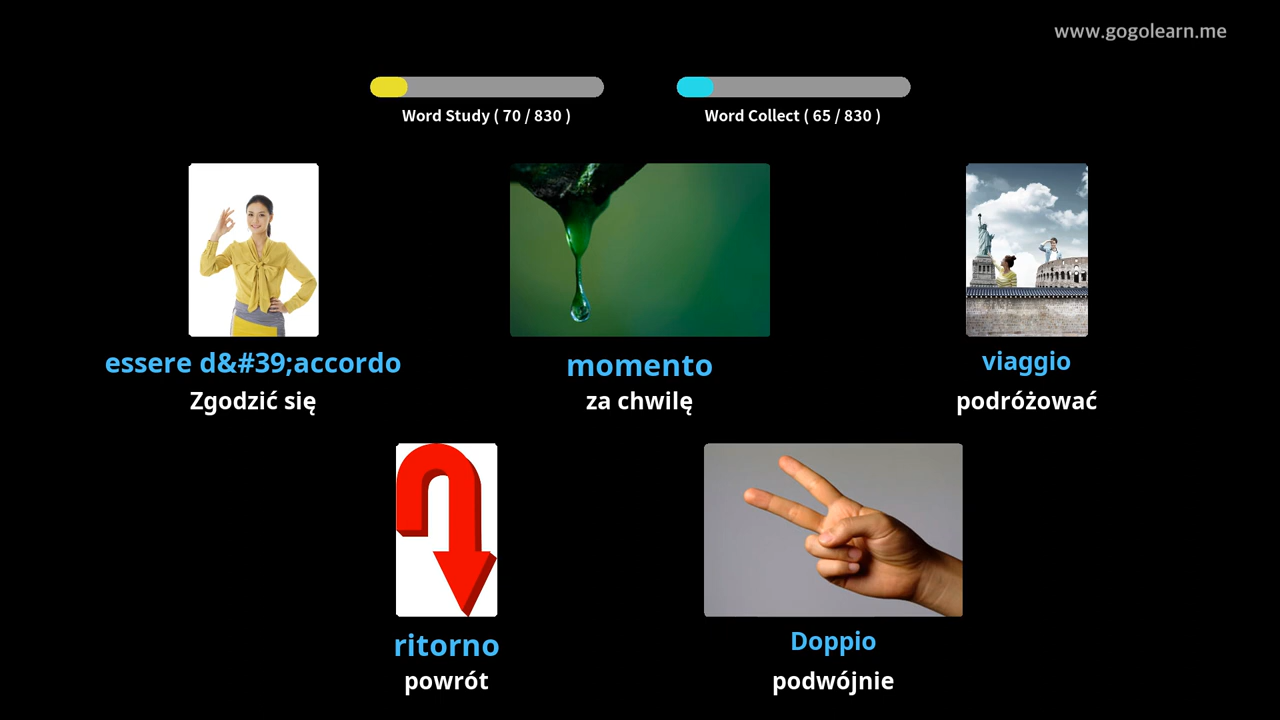 www.gogolearn.me
Word Study ( 70 / 830 )
Word Collect ( 65 / 830 )
essere d&#39;accordo
Zgodzić się
momento
za chwilę
viaggio
podróżować
ritorno
powrót
Doppio
podwójnie